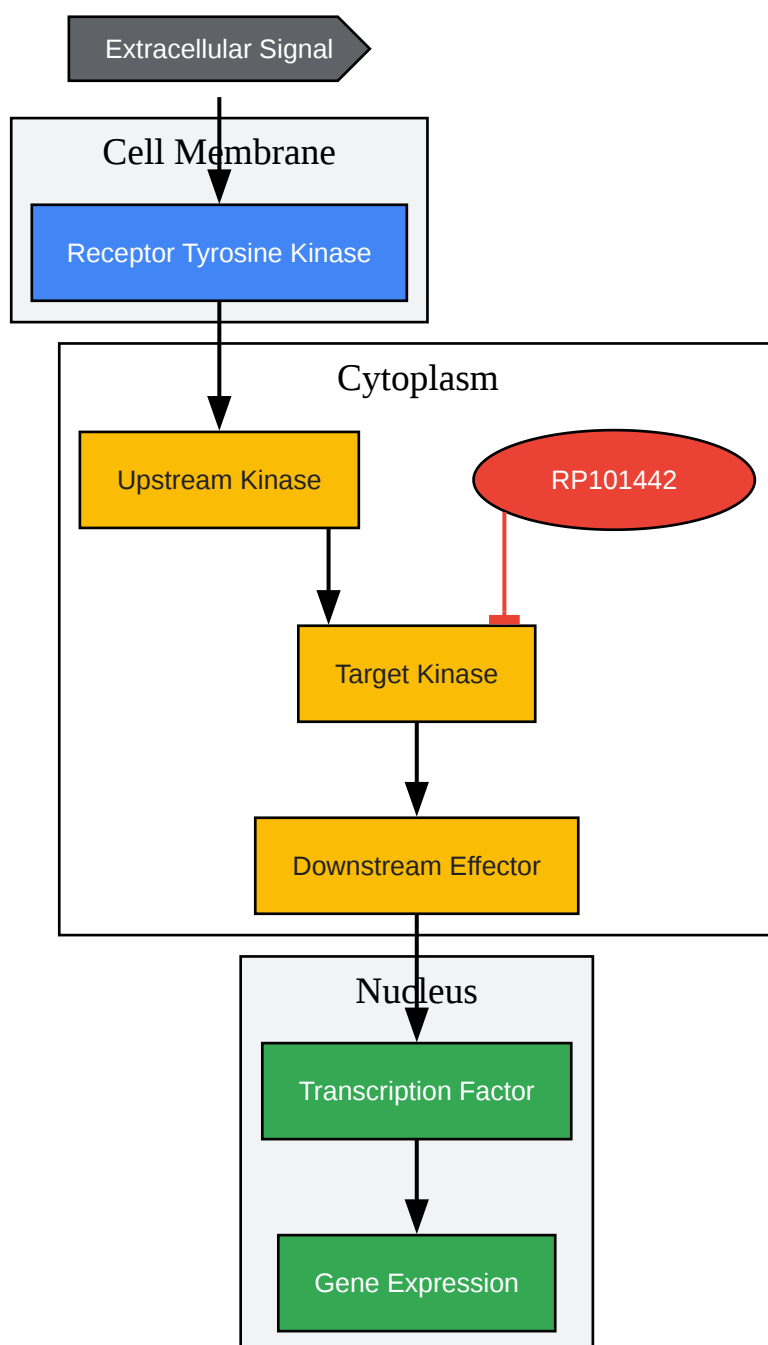 Extracellular Signal
Cell Membrane
Receptor Tyrosine Kinase
Cytoplasm
Upstream Kinase
RP101442
Target Kinase
Downstream Effector
Nucleus
Transcription Factor
Gene Expression